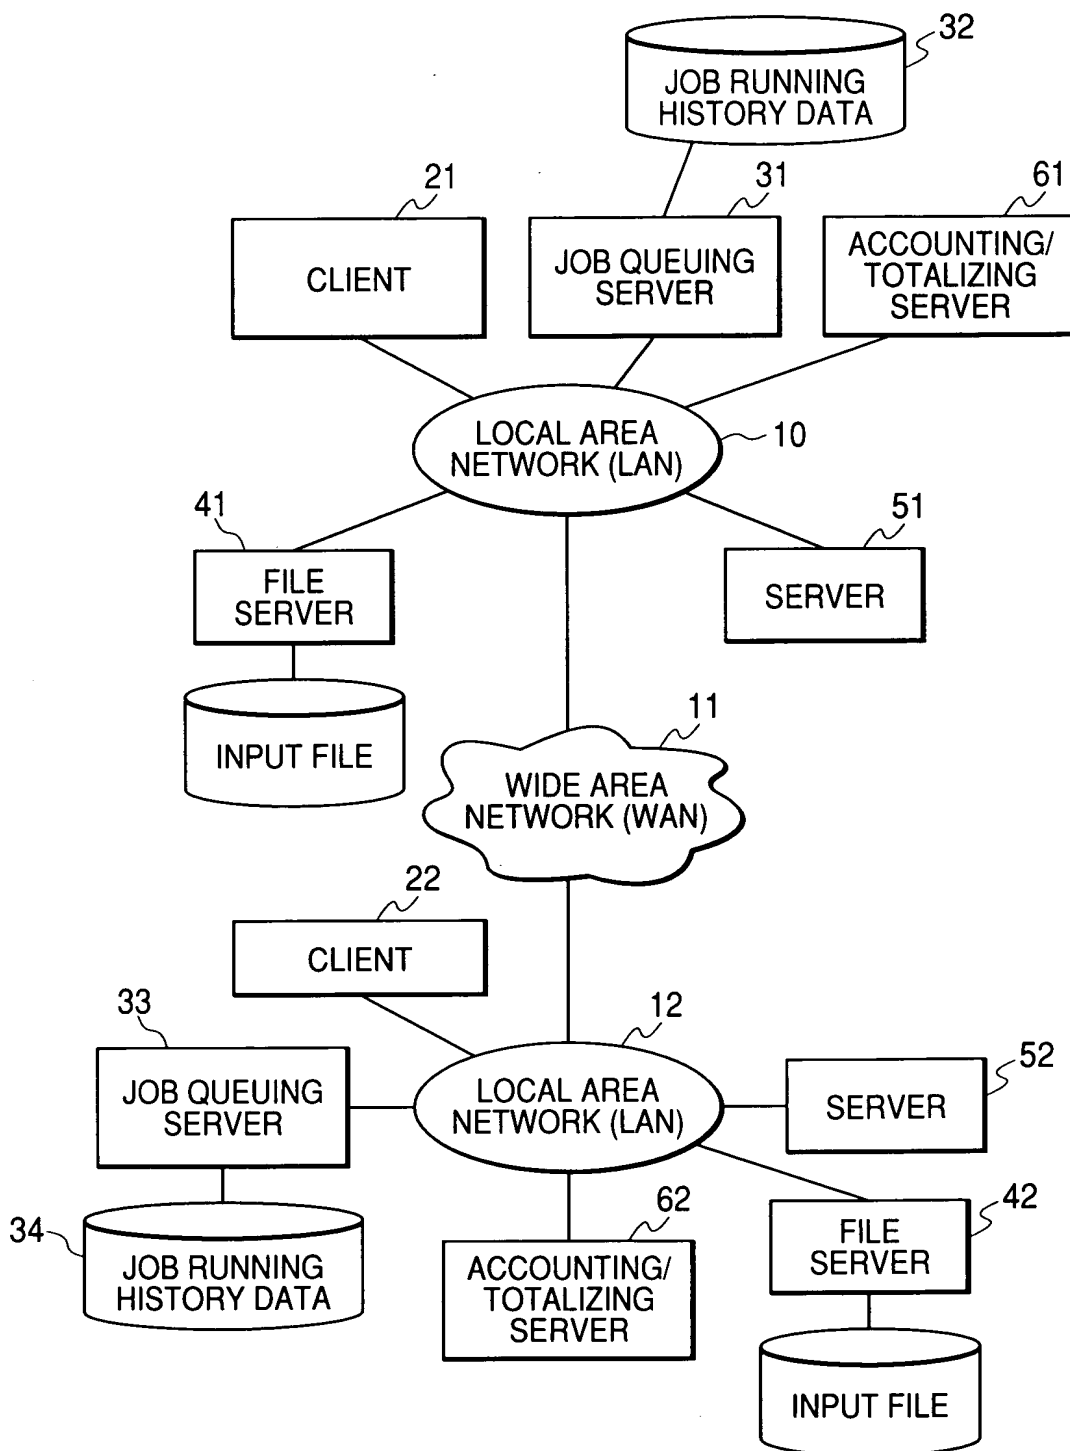 32
JOB RUNNING
HISTORY DATA
21
31
61
CLIENT
JOB QUEUING
SERVER
ACCOUNTING/
TOTALIZING
SERVER
LOCAL AREA
NETWORK (LAN)
10
41
51
FILE
SERVER
SERVER
INPUT FILE
11
WIDE AREA
NETWORK (WAN)
22
CLIENT
33
12
52
JOB QUEUING
SERVER
LOCAL AREA
NETWORK (LAN)
SERVER
34
JOB RUNNING
HISTORY DATA
62
ACCOUNTING/
TOTALIZING
SERVER
42
FILE
SERVER
INPUT FILE